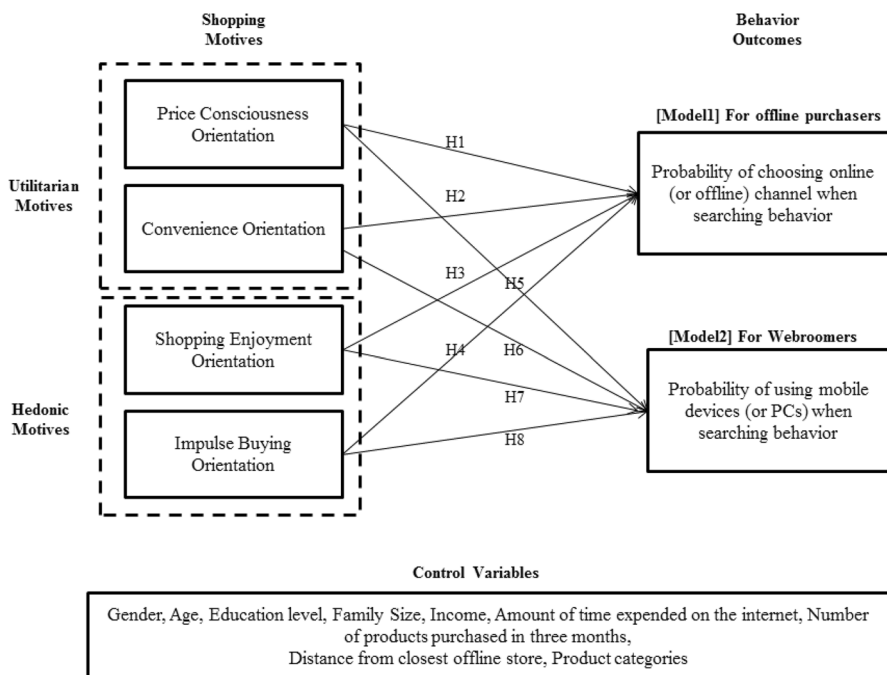 Shopping
Motives
Behavior
Outcomes
Utilitarian
Motives
Price Consciousness
Orientation
Convenience Orientation
Hedonic
Motives
Shopping Enjoyment
Orientation
Impulse Buying
Orientation
H1
H2
H3
H5
H4
H6
H7
H8
[Model1] For offline purchasers
Probability of choosing online
(or offline) channel when
searching behavior
[Model2] For Webroomers
Probability of using mobile
devices (or PCs) when
searching behavior
Control Variables
Gender, Age, Education level, Family Size, Income, Amount of time expended on the internet, Number
of products purchased in three months,
Distance from closest offline store, Product categories